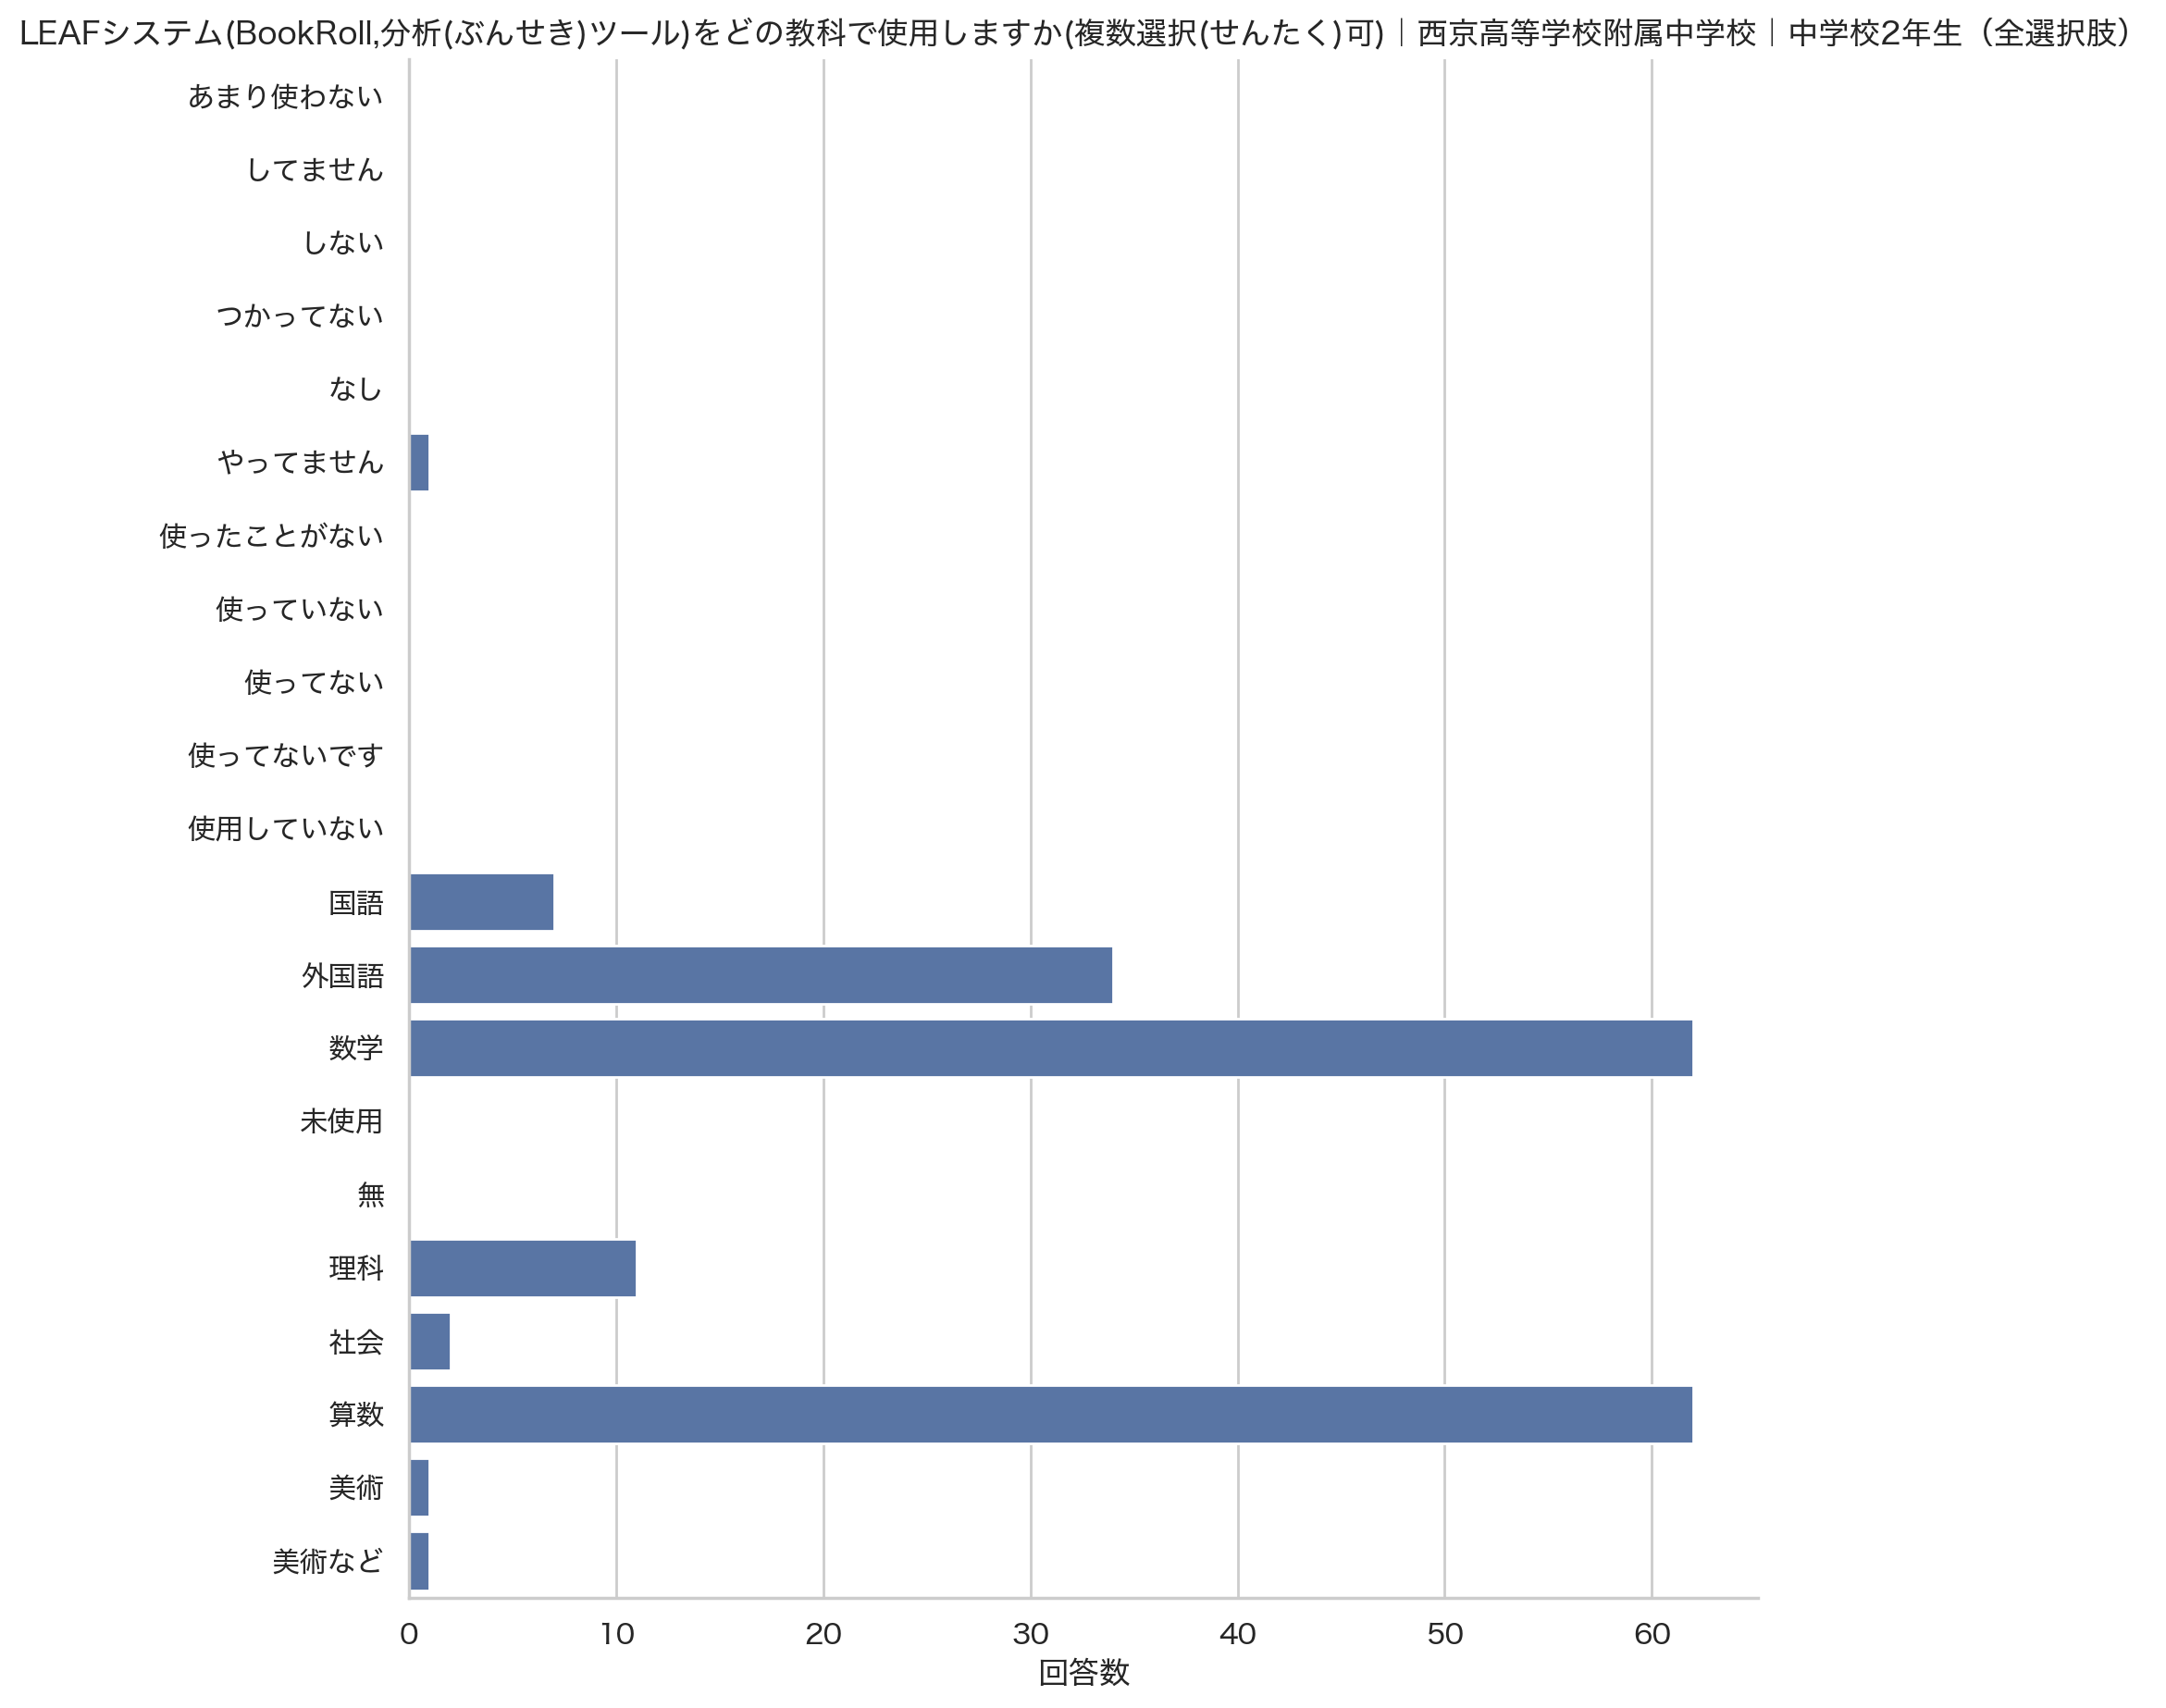 LEAFシステム(BookRoll,分析(ぶんせき)ツール)をどの教科で使用しますか(複数選択(せんたく)可)｜西京高等学校附属中学校｜中学校2年生（全選択肢）
あまり使わない
してません
しない
つかってない
なし
やってません
使ったことがない
使っていない
使ってない
使ってないです
使用していない
国語
外国語
数学
未使用
無
理科
社会
算数
美術
美術など
0 10 20 30 40 50 60
回答数